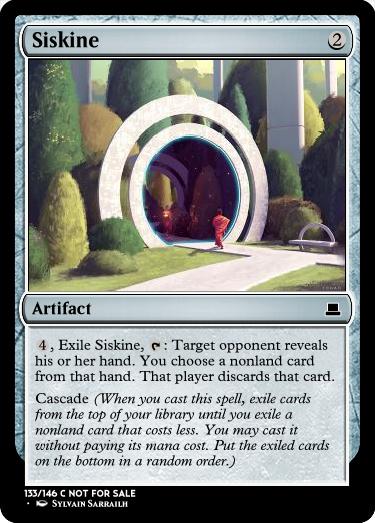 Siskine 2
Artifact
4, Exile Siskine, : Target opponent reveals
his or her hand. You choose a nonland card
from that hand. That player discards that card.
Cascade (When you cast this spell, exile cards
from the top of your library until you exile a
nonland card that costs less. You may cast it
without paying its mana cost. Put the exiled cards
on the bottom in a random order.)
133/146 C NOT FOR SALE
· Sylvain Sarrailh